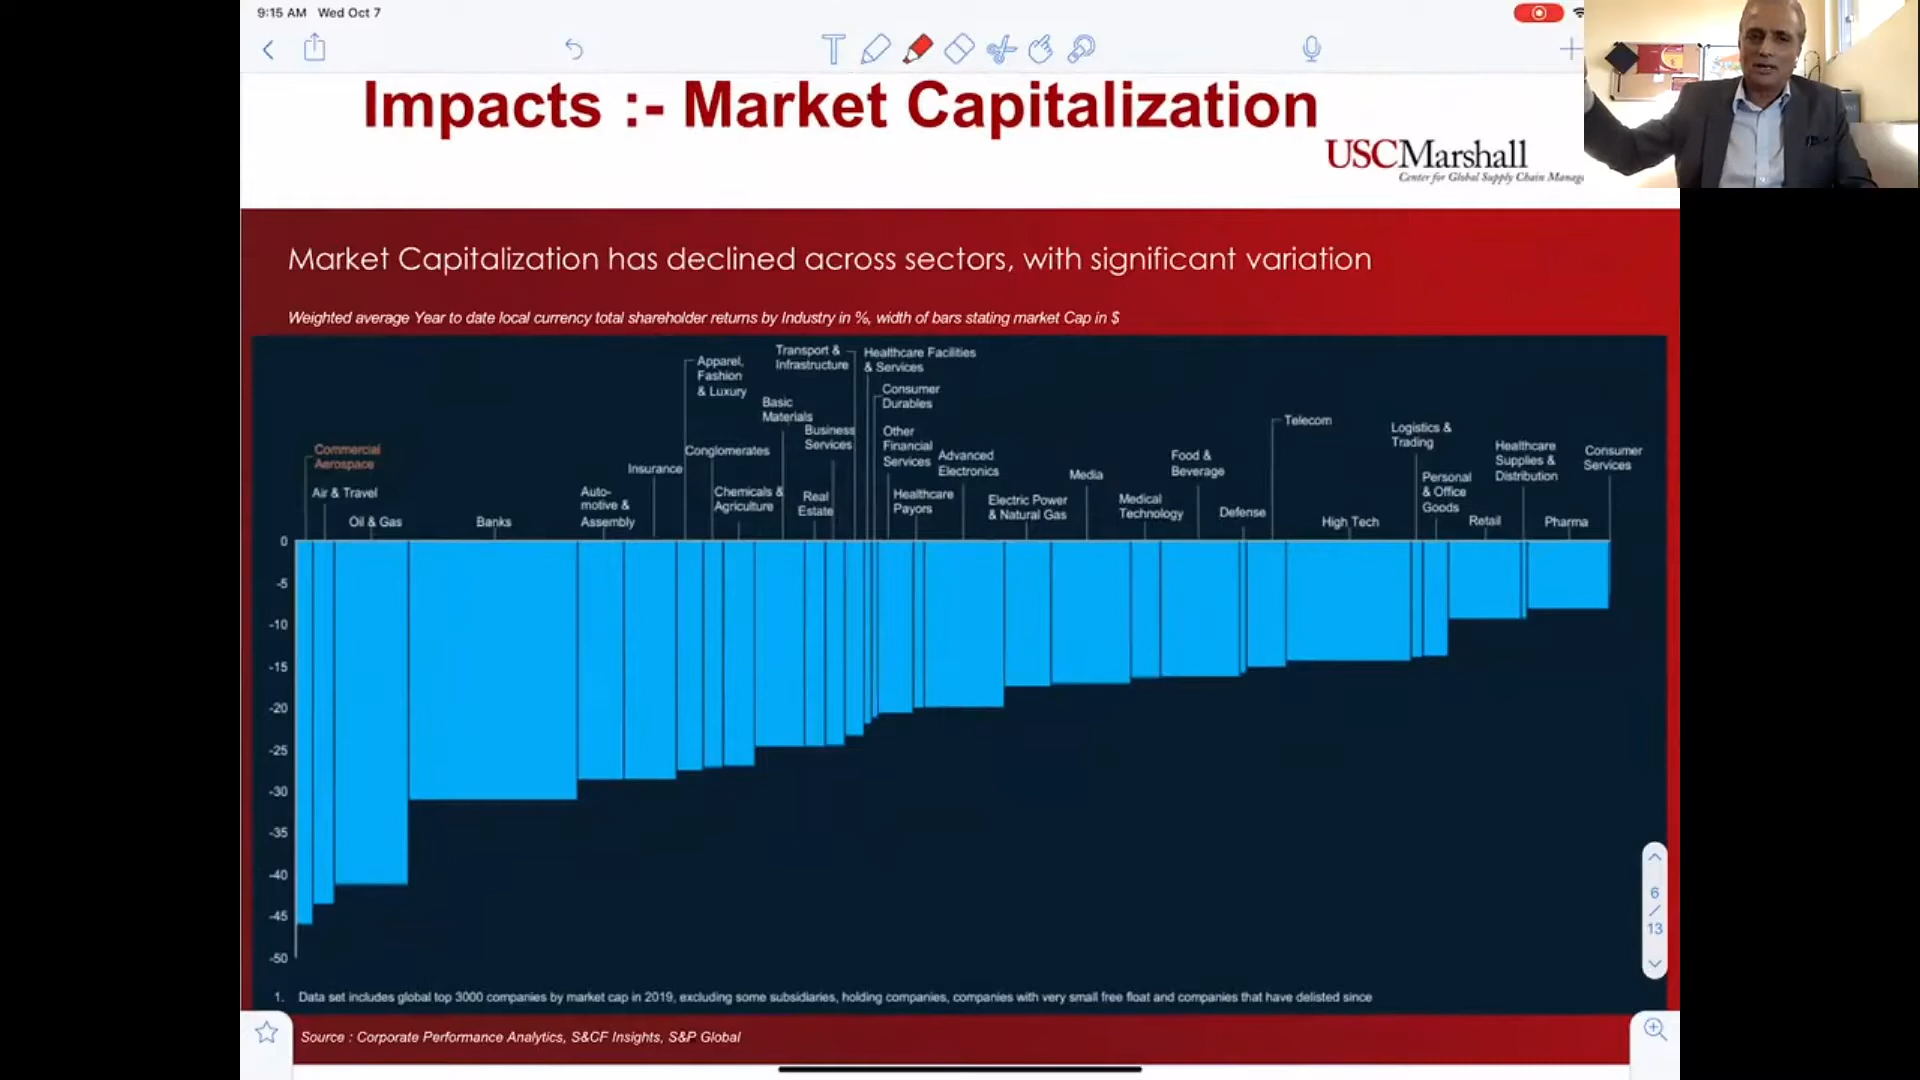 9:15 AM Wed Oct 7
Impacts :- Market Capitalization
USCMarshall
Center for Global Supply Chain Manag
Market Capitalization has declined across sectors, with significant variation
Weighted average Year to date local currency total shareholder returns by Industry in %, width of bars stating market Cap in $
Commercial
Aerospace
Air & Travel
Oil & Gas
Banks
Auto-
motive &
Assembly
Insurance
Apparel,
Fashion
& Luxury
Conglomerates
Chemicals &
Agriculture
Basic
Materials
Real
Estate
Business
Services
Transport &
Infrastructure
Healthcare Facilities
& Services
Consumer
Durables
Other
Financial
Services
Healthcare
Payors
Advanced
Electronics
Electric Power
& Natural Gas
Media
Medical
Technology
Food &
Beverage
Defense
Telecom
High Tech
Logistics &
Trading
Personal
& Office
Goods
Retail
Healthcare
Supplies &
Distribution
Pharma
Consumer
Services
0
-5
-10
-15
-20
-25
-30
-35
-40
-45
-50
6
/
13
1. Data set includes global top 3000 companies by market cap in 2019, excluding some subsidiaries, holding companies, companies with very small free float and companies that have delisted since
Source : Corporate Performance Analytics, S&CF Insights, S&P Global